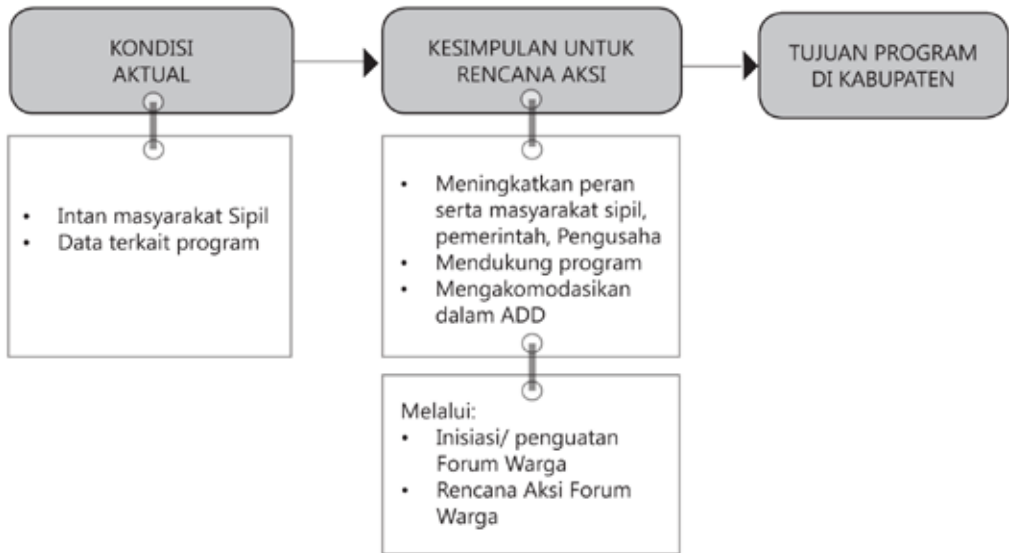 KONDISI
AKTUAL
KESIMPULAN UNTUK
RENCANA AKSI
TUJUAN PROGRAM
DI KABUPATEN
• Intan masyarakat Sipil
• Data terkait program
• Meningkatkan peran
serta masyarakat sipil,
pemerintah, Pengusaha
• Mendukung program
• Mengakomodasikan
dalam ADD
Melalui:
• Inisiasi/ penguatan
Forum Warga
• Rencana Aksi Forum
Warga